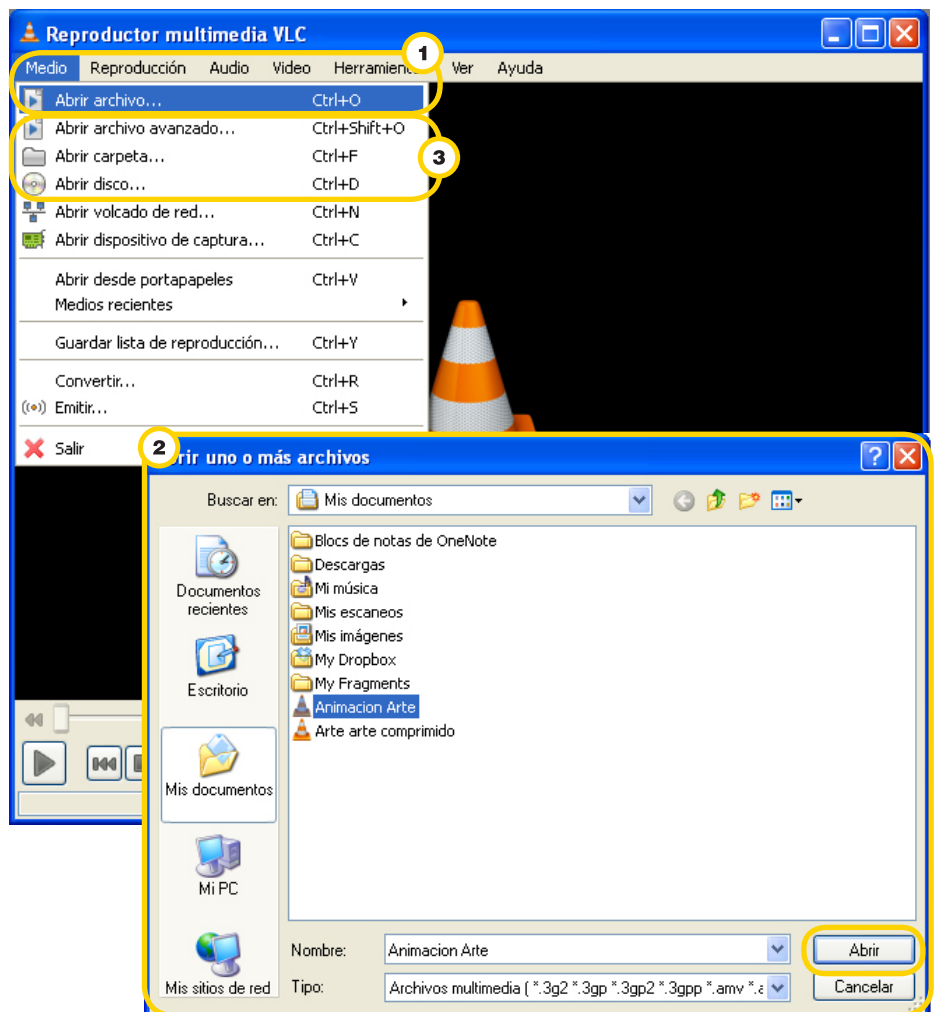 Reproductor multimedia VLC
1
Medio Reproducción Audio Video Ver Ayuda
Abrir archivo... Ctrl+O
Abrir archivo avanzado... Ctrl+Shift+O
Abrir carpeta... Ctrl+F
3
Abrir disco... Ctrl+D
Abrir volcado de red... Ctrl+N
Abrir dispositivo de captura... Ctrl+C
Abrir desde portapapeles Ctrl+V
Medios recientes
Guardar lista de reproducción... Ctrl+Y
Convertir... Ctrl+R
Emitir... Ctrl+S
Salir
2
rir uno o más archivos
Buscar en: Mis documentos
Documentos
recientes
Escritorio
Mis documentos
Mi PC
Mis sitios de red
Blocs de notas de OneNote
Descargas
Mi música
Mis escaneos
Mis imágenes
My Dropbox
My Fragments
Animacion Arte
Arte arte comprimido
Nombre: Animacion Arte Abrir
Tipo: Archivos multimedia ( *.3g2 *.3gp *.3gp2 *.3gpp *.amv *.a Cancelar